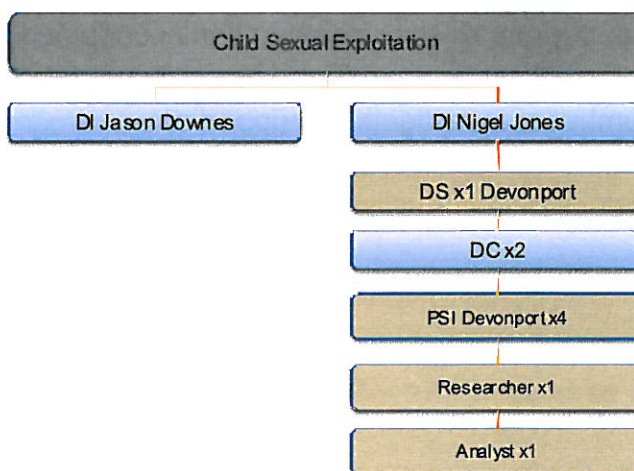 Child Sexual Exploitation
DI Jason Downes
DI Nigel Jones
DS x1 Devonport
DC x2
PSI Devonport x4
Researcher x1
Analyst x1